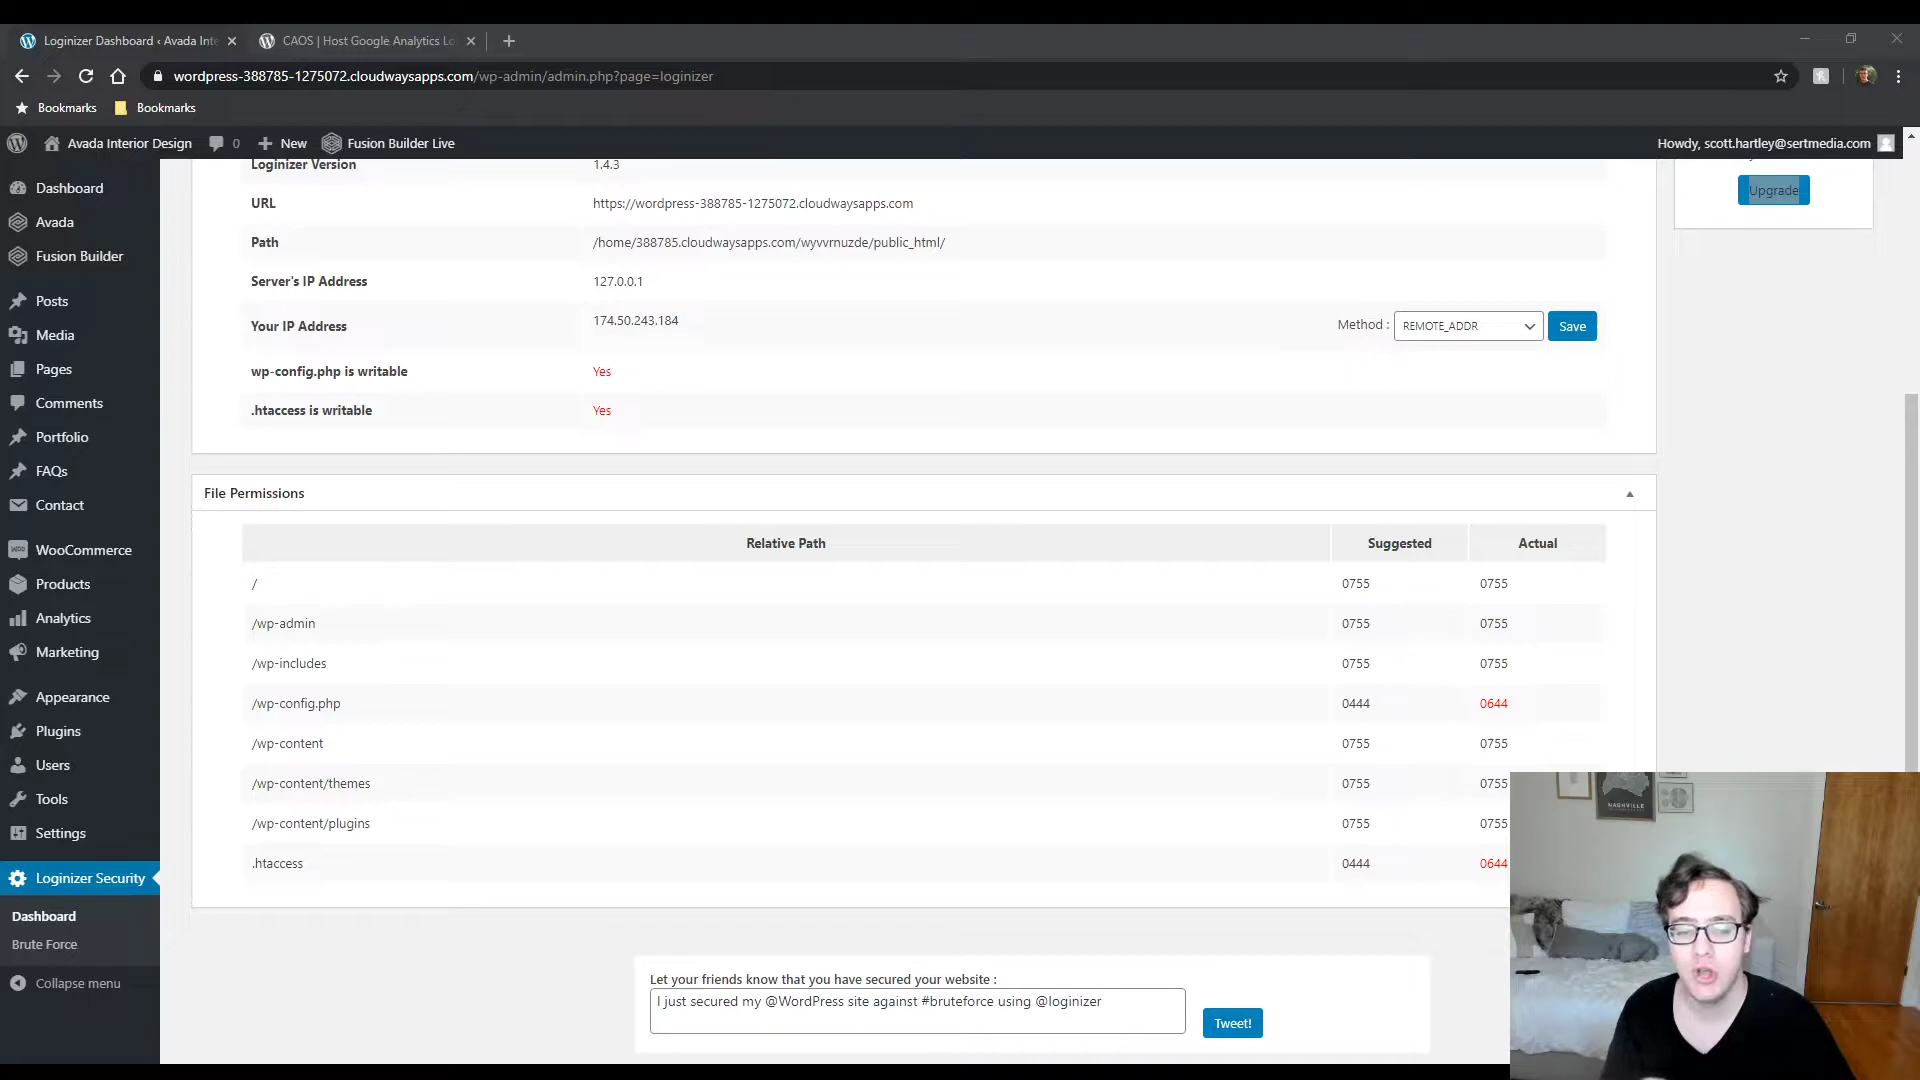 Loginizer Dashboard ‹ Avada Inte
CAOS | Host Google Analytics Lo
wordpress-388785-1275072.cloudwaysapps.com/wp-admin/admin.php?page=loginizer
Bookmarks
Bookmarks
Avada Interior Design
0
New
Fusion Builder Live
Howdy, scott.hartley@sertmedia.com
Dashboard
Avada
Fusion Builder
Posts
Media
Pages
Comments
Portfolio
FAQs
Contact
WooCommerce
Products
Analytics
Marketing
Appearance
Plugins
Users
Tools
Settings
Loginizer Security
Dashboard
Brute Force
Collapse menu
Loginizer Version 1.4.3
URL https://wordpress-388785-1275072.cloudwaysapps.com
Path /home/388785.cloudwaysapps.com/wyvvrnuzde/public_html/
Server's IP Address 127.0.0.1
Your IP Address 174.50.243.184 Method : REMOTE_ADDR Save
wp-config.php is writable Yes
.htaccess is writable Yes
Upgrade
File Permissions
Relative Path Suggested Actual
/ 0755 0755
/wp-admin 0755 0755
/wp-includes 0755 0755
/wp-config.php 0444 0644
/wp-content 0755 0755
/wp-content/themes 0755 0755
/wp-content/plugins 0755 0755
.htaccess 0444 0644
Let your friends know that you have secured your website :
I just secured my @WordPress site against #bruteforce using @loginizer
Tweet!
NASHVILLE